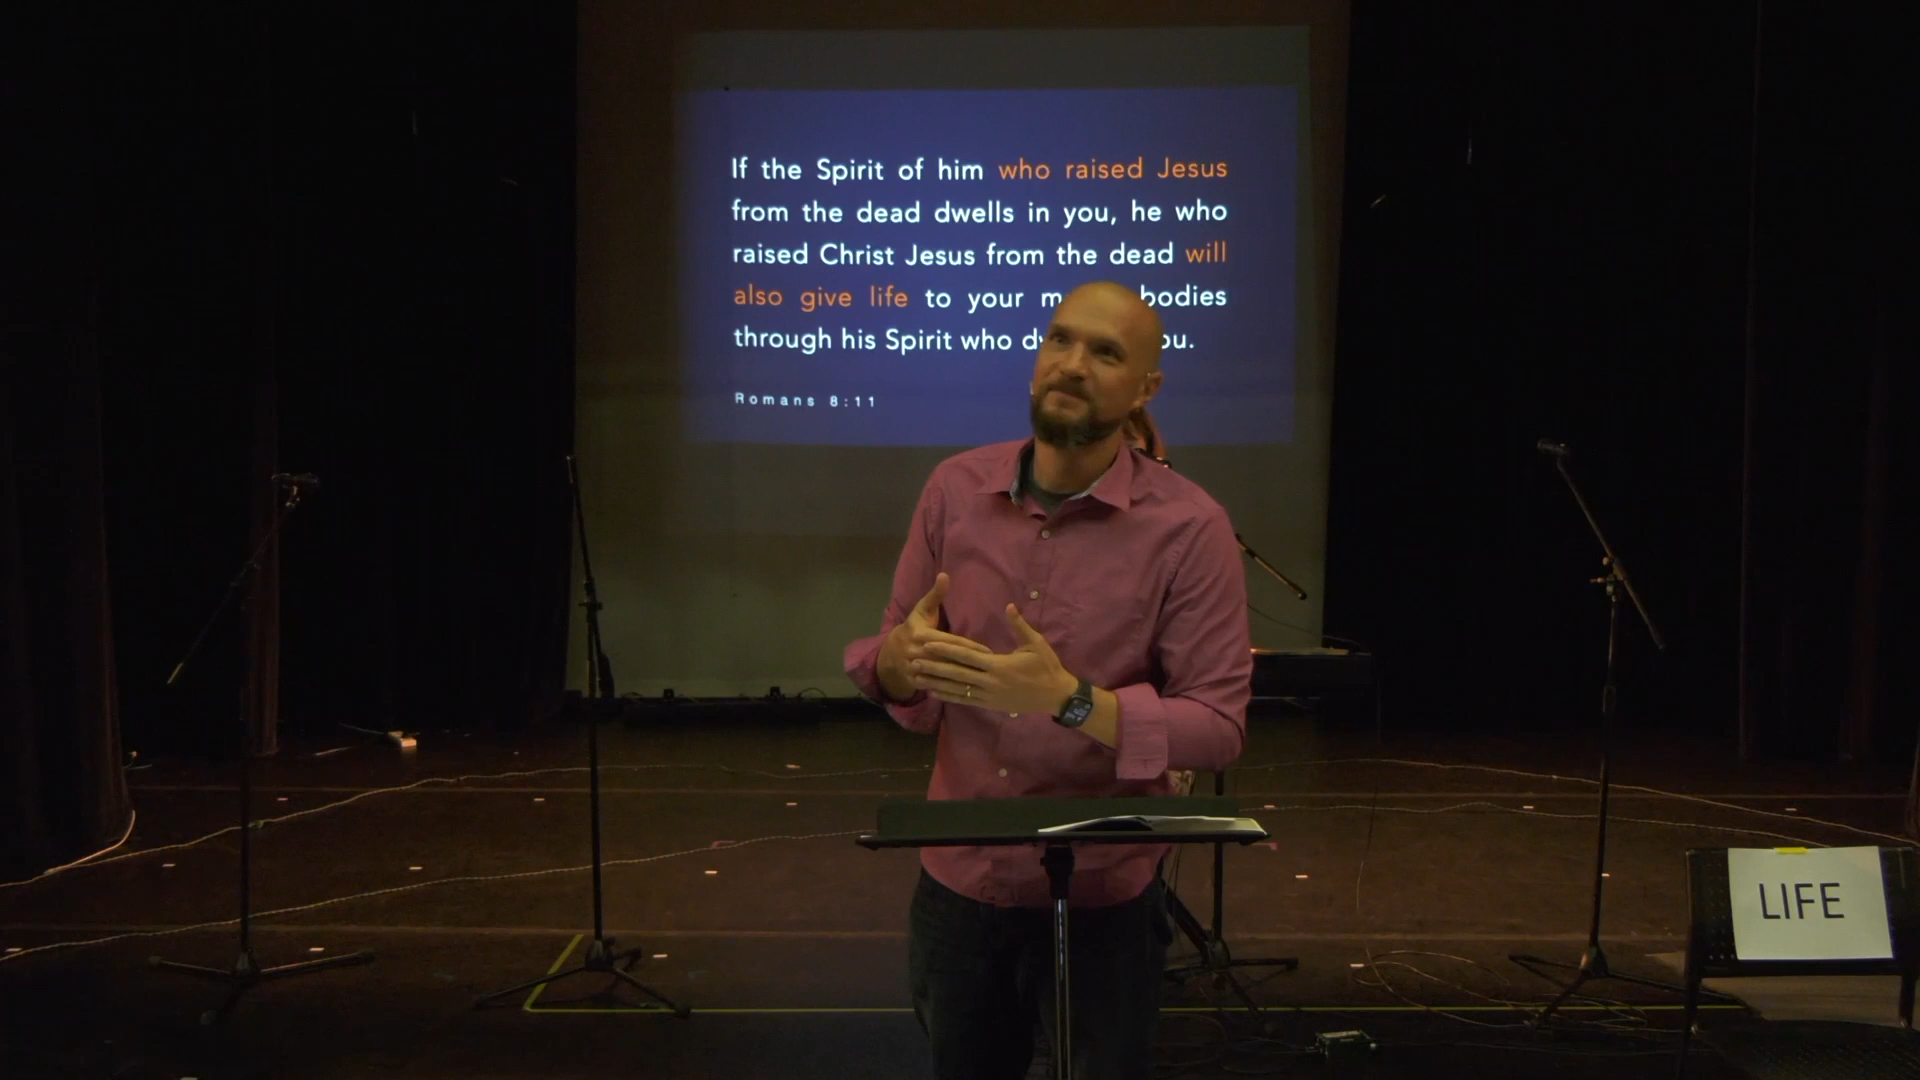 If the Spirit of him who raised Jesus
from the dead dwells in you, he who
raised Christ Jesus from the dead will
also give life to your bodies
through his Spirit who
Romans 8:11
LIFE